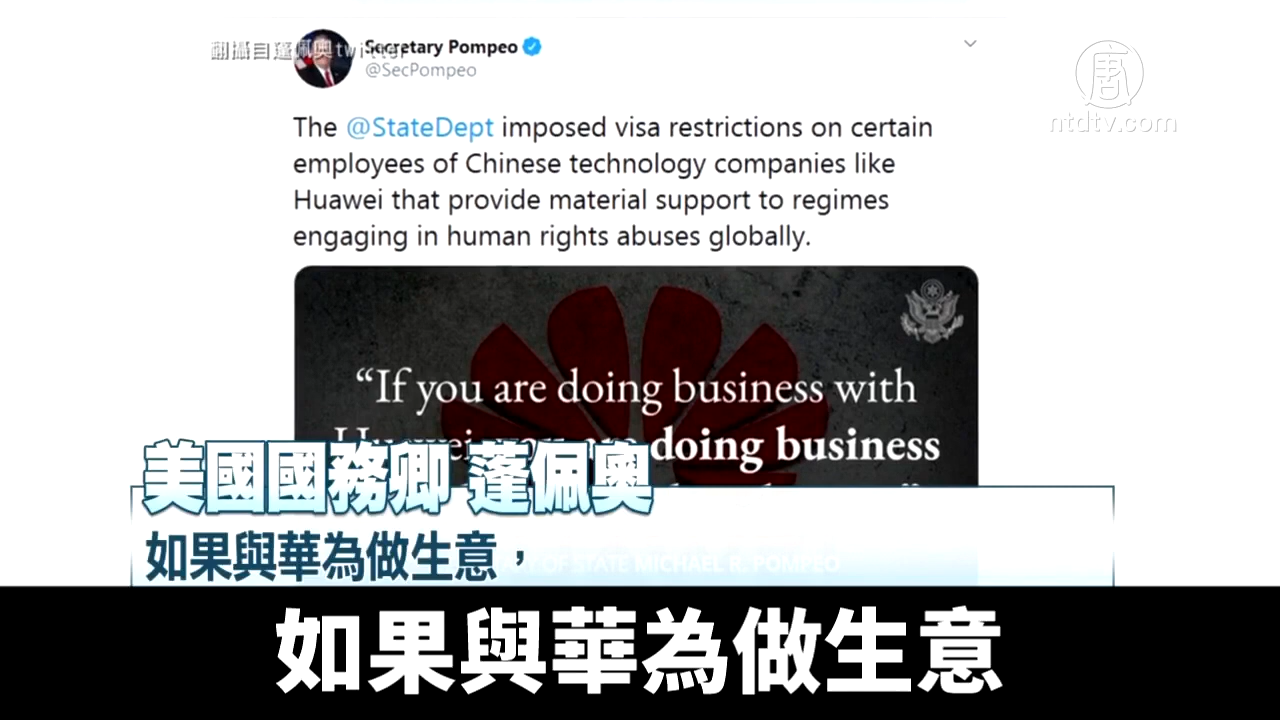 翻攝自蓬佩奧twitter
Secretary Pompeo
@SecPompeo
唐
ntdtv.com
The @StateDept imposed visa restrictions on certain
employees of Chinese technology companies like
Huawei that provide material support to regimes
engaging in human rights abuses globally.
“If you are doing business with
Huawei, you are doing business
美國國務卿 蓬佩奧
如果與華為做生意，
OF STATE MICHAEL R. POMPEO
如果與華為做生意